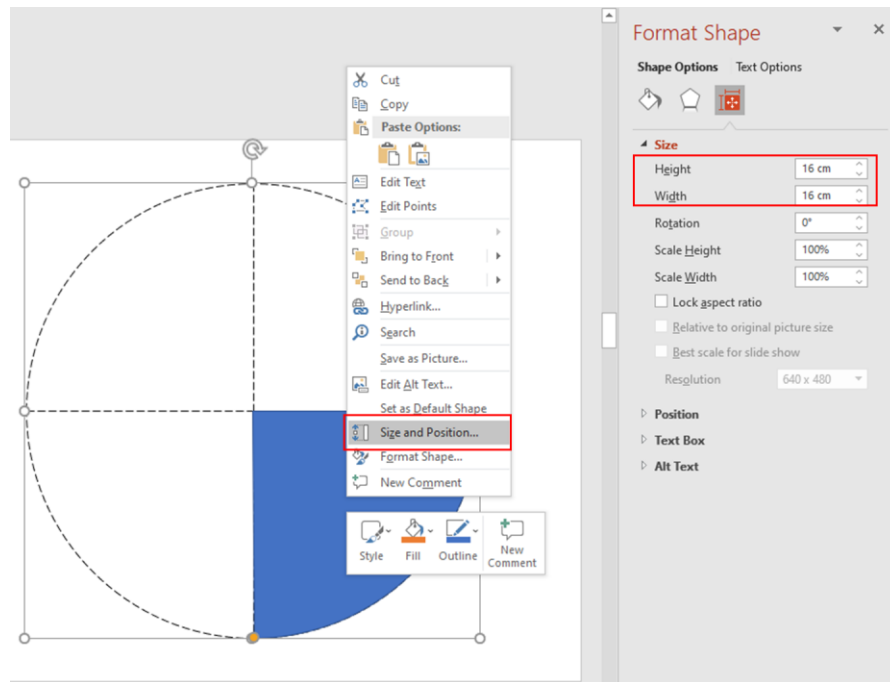 Cut
Copy
Paste Options:
Edit Text
Edit Points
Group
Bring to Front
Send to Back
Hyperlink...
Search
Save as Picture...
Edit Alt Text...
Set as Default Shape
Size and Position...
Format Shape...
New Comment
Style Fill Outline New
Comment
Format Shape
Shape Options Text Options
Size
Height 16 cm
Width 16 cm
Rotation 0°
Scale Height 100%
Scale Width 100%
Lock aspect ratio
Relative to original picture size
Best scale for slide show
Resolution 640 x 480
Position
Text Box
Alt Text